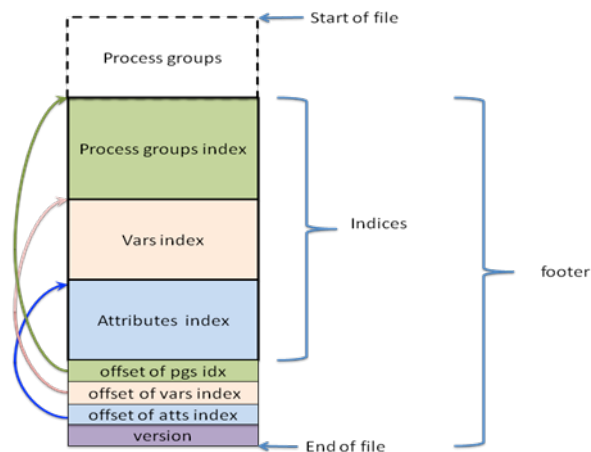 Start of file
Process groups
Process groups index
Indices
Vars index
footer
Attributes index
offset of pgs idx
offset of vars index
offset of atts index
version
End of file